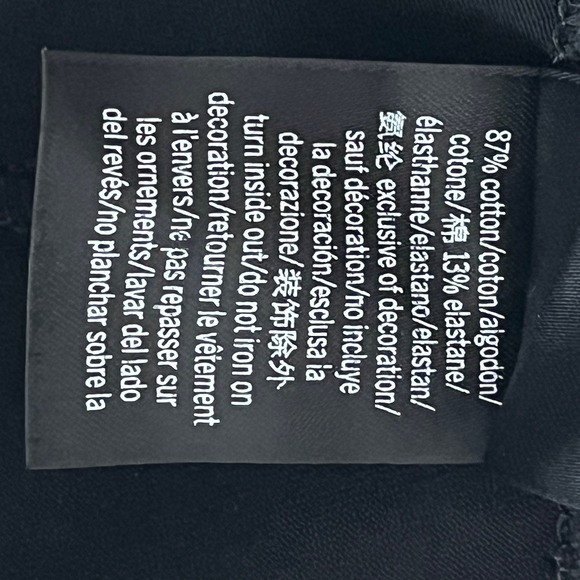 87% cotton/coton/algodón/
cotone/棉 13% elastane/
élasthanne/elastano/elastan/
氨纶 exclusive of decoration/
sauf décoration/no incluye
la decoración/esclusa la
decorazione/装饰除外
turn inside out/do not iron on
decoration/retourner le vêtement
à l'envers/ne pas repasser sur
les ornements/lavar del lado
del revés/no planchar sobre la